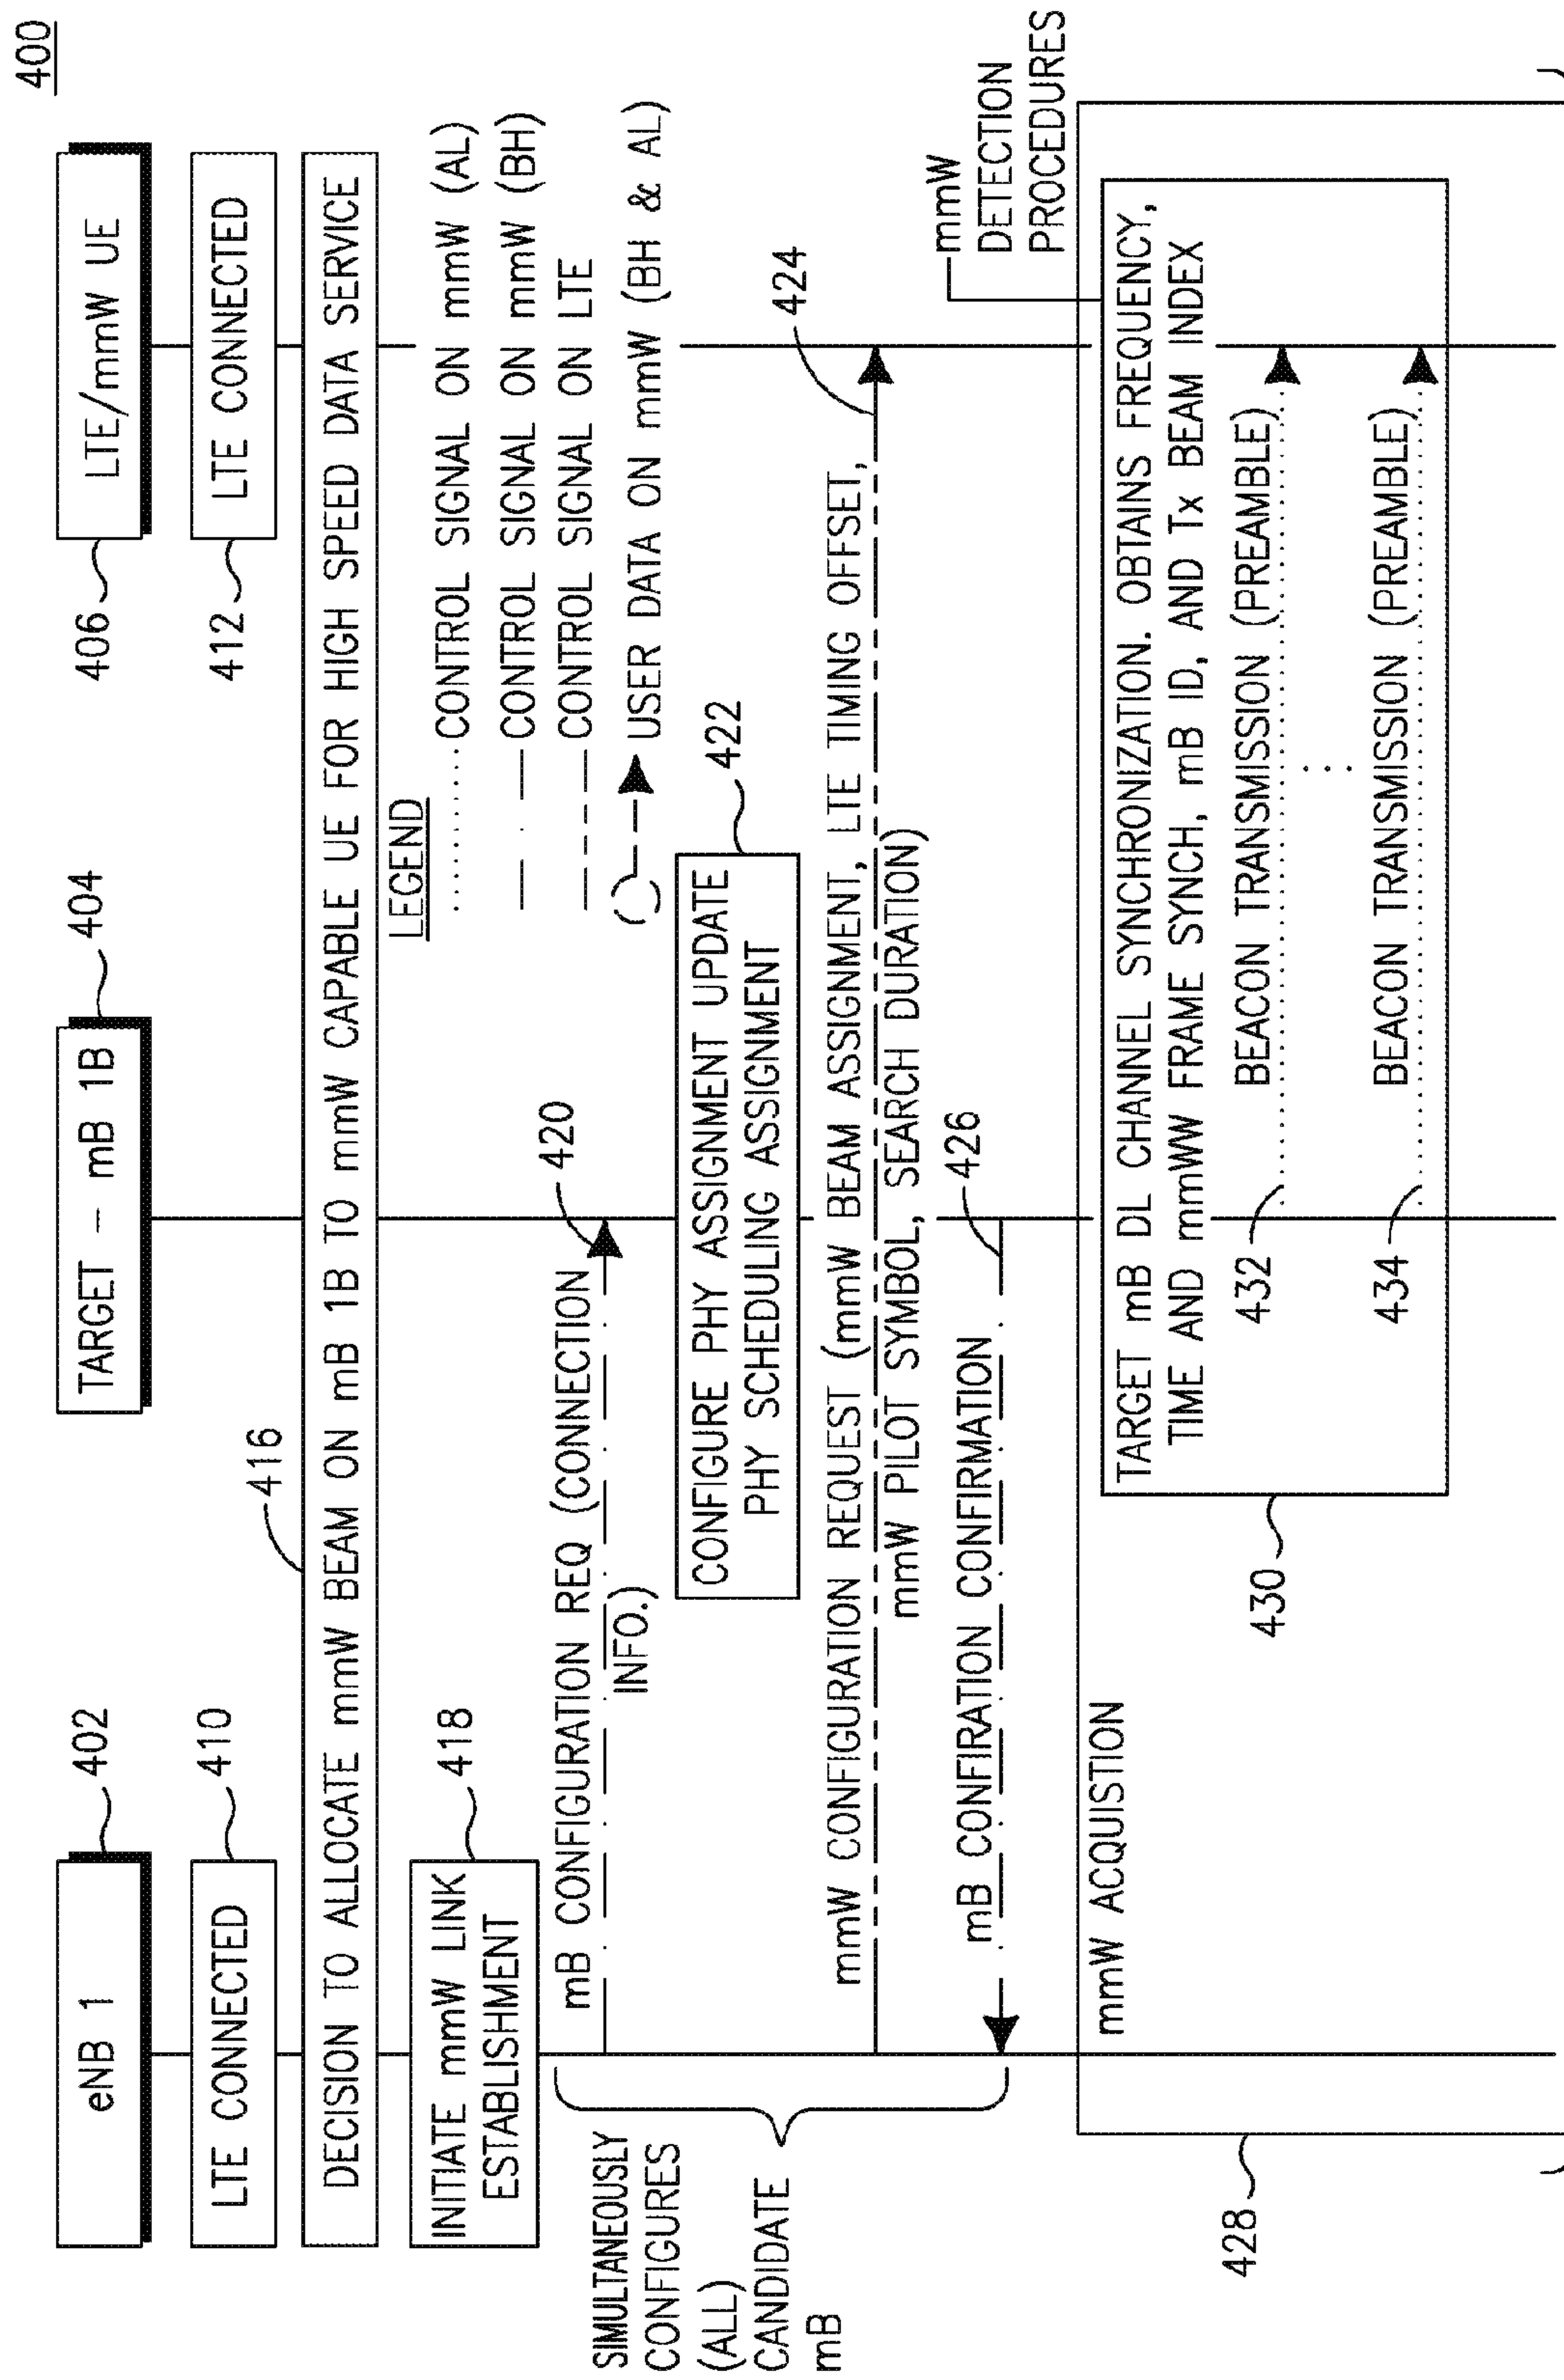 400
eNB 1
402
TARGET – mB 1B
404
LTE/mmW UE
406
LTE CONNECTED
410
LTE CONNECTED
412
416
DECISION TO ALLOCATE mmW BEAM ON mB 1B TO mmW CAPABLE UE FOR HIGH SPEED DATA SERVICE
INITIATE mmW LINK
ESTABLISHMENT
418
LEGEND
CONTROL SIGNAL ON mmW (AL)
CONTROL SIGNAL ON mmW (BH)
CONTROL SIGNAL ON LTE
USER DATA ON mmW (BH & AL)
SIMULTANEOUSLY
CONFIGURES
(ALL)
CANDIDATE
mB
mB CONFIGURATION REQ (CONNECTION
INFO.)
420
CONFIGURE PHY ASSIGNMENT UPDATE
PHY SCHEDULING ASSIGNMENT
422
mmW CONFIGURATION REQUEST (mmW BEAM ASSIGNMENT, LTE TIMING OFFSET,
mmW PILOT SYMBOL, SEARCH DURATION)
424
mB CONFIRATION CONFIRMATION
426
mmW ACQUISTION
428
mmW
DETECTION
PROCEDURES
TARGET mB DL CHANNEL SYNCHRONIZATION. OBTAINS FREQUENCY,
TIME AND mmWW FRAME SYNCH, mB ID, AND Tx BEAM INDEX
430
432
BEACON TRANSMISSION (PREAMBLE)
434
BEACON TRANSMISSION (PREAMBLE)